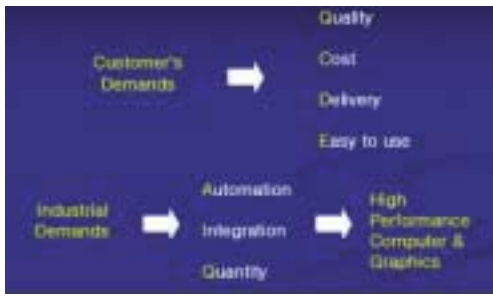 Quality
Customer's
Demands
Cost
Delivery
Easy to use
Industrial
Demands
Automation
Integration
Quantity
High
Performance
Computer &
Graphics